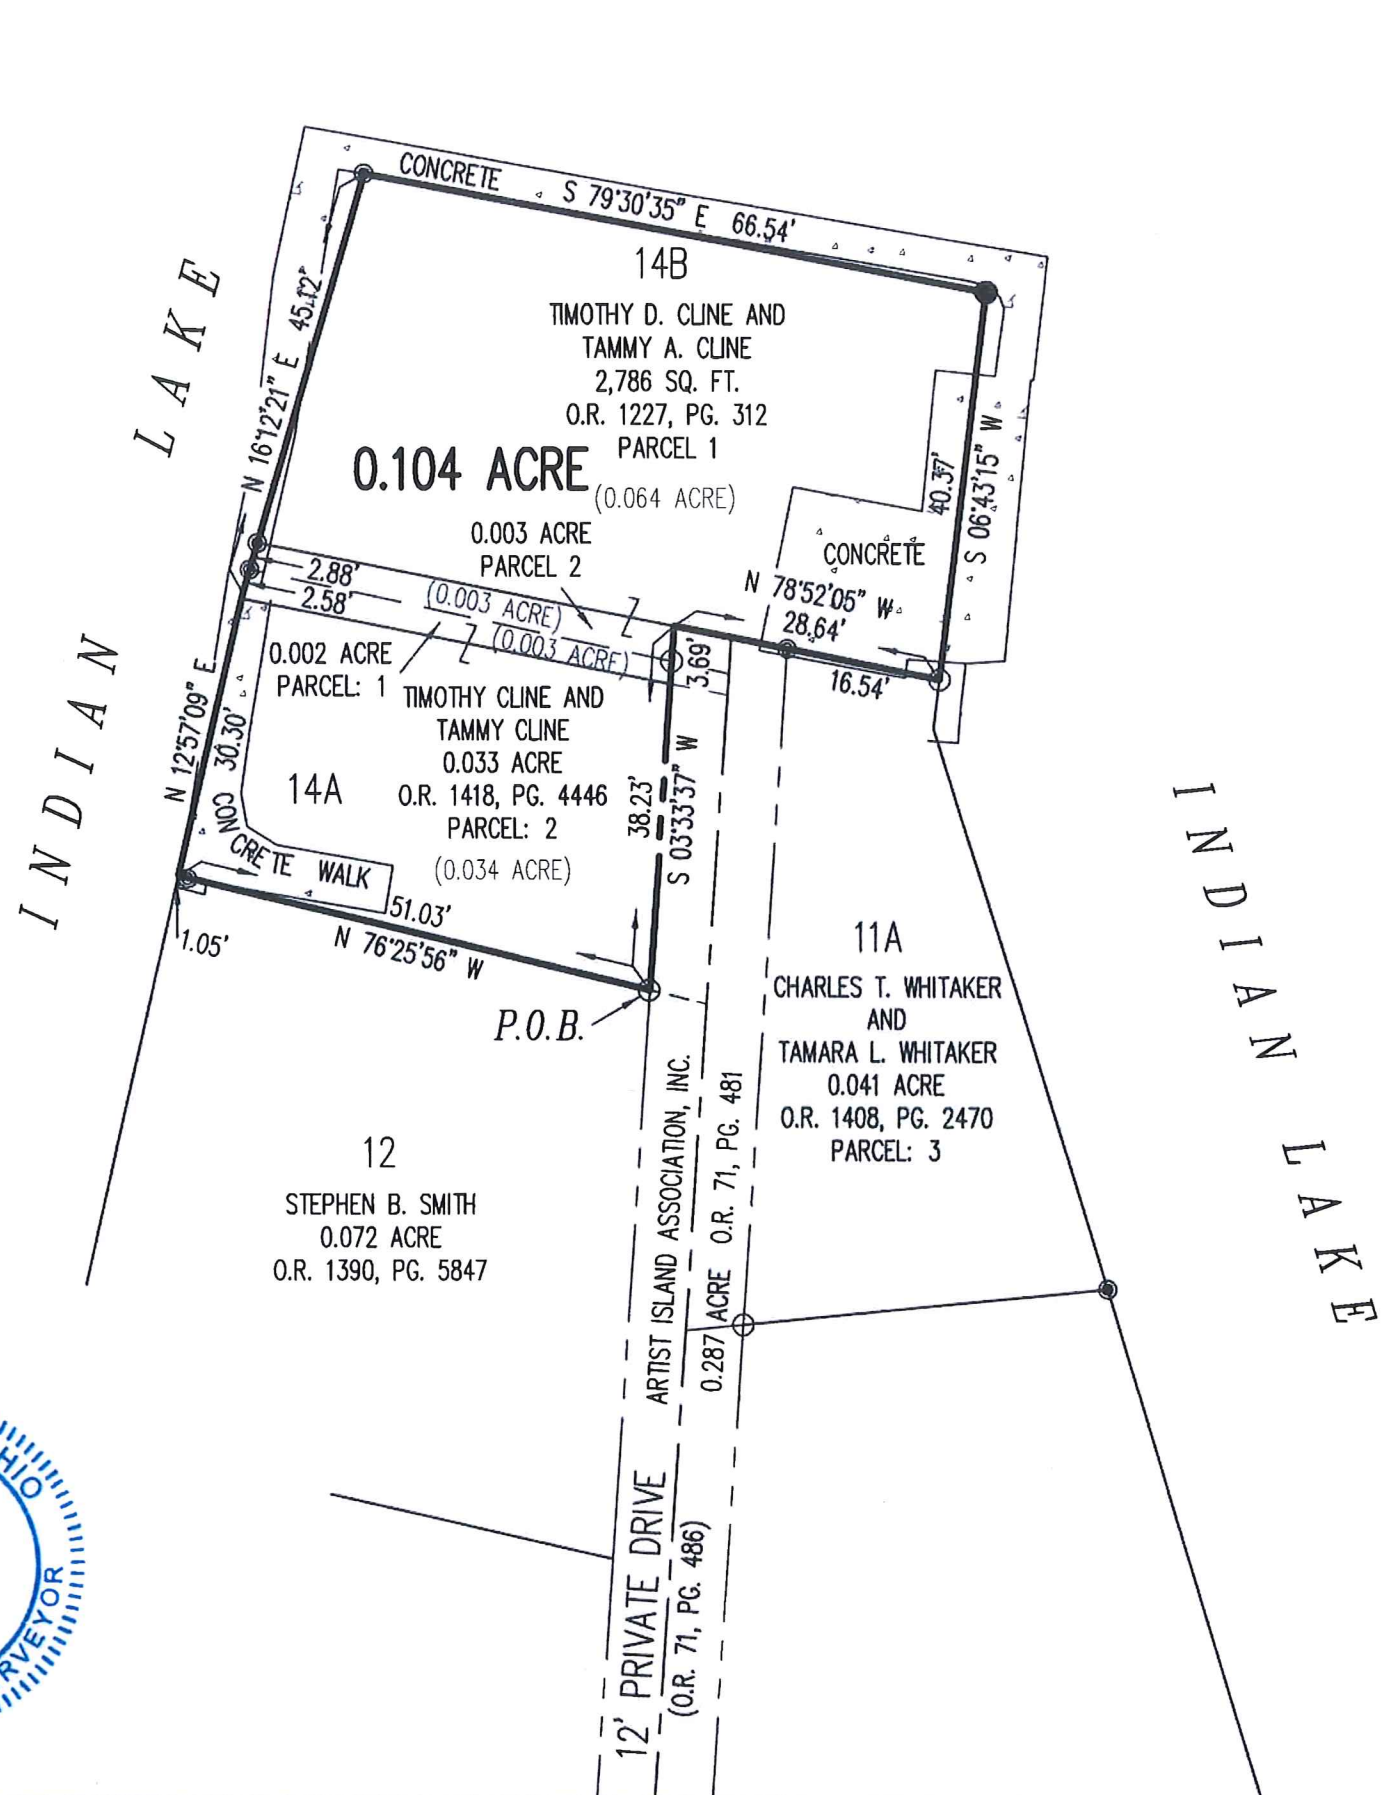 CONCRETE
S 79°30'35" E 66.54'
14B
TIMOTHY D. CLINE AND
TAMMY A. CLINE
2,786 SQ. FT.
O.R. 1227, PG. 312
PARCEL 1
0.104 ACRE
(0.064 ACRE)
N 16°12'21" E 45.12'
LAKE
INDIAN
0.003 ACRE
PARCEL 2
40.37'
S 06°43'15" W
CONCRETE
N 78°52'05" W
28.64'
16.54'
2.88'
2.58'
(0.003 ACRE)
(0.003 ACRE)
3.69'
0.002 ACRE
PARCEL: 1
TIMOTHY CLINE AND
TAMMY CLINE
0.033 ACRE
O.R. 1418, PG. 4446
PARCEL: 2
(0.034 ACRE)
14A
N 12°57'09" E
30.30'
CONCRETE WALK
38.23'
S 03°33'37" W
51.03'
N 76°25'56" W
1.05'
P.O.B.
11A
CHARLES T. WHITAKER
AND
TAMARA L. WHITAKER
0.041 ACRE
O.R. 1408, PG. 2470
PARCEL: 3
INDIAN LAKE
12
STEPHEN B. SMITH
0.072 ACRE
O.R. 1390, PG. 5847
ARTIST ISLAND ASSOCIATION, INC.
0.287 ACRE O.R. 71, PG. 481
12' PRIVATE DRIVE
(O.R. 71, PG. 486)
HIO
RVEYOR